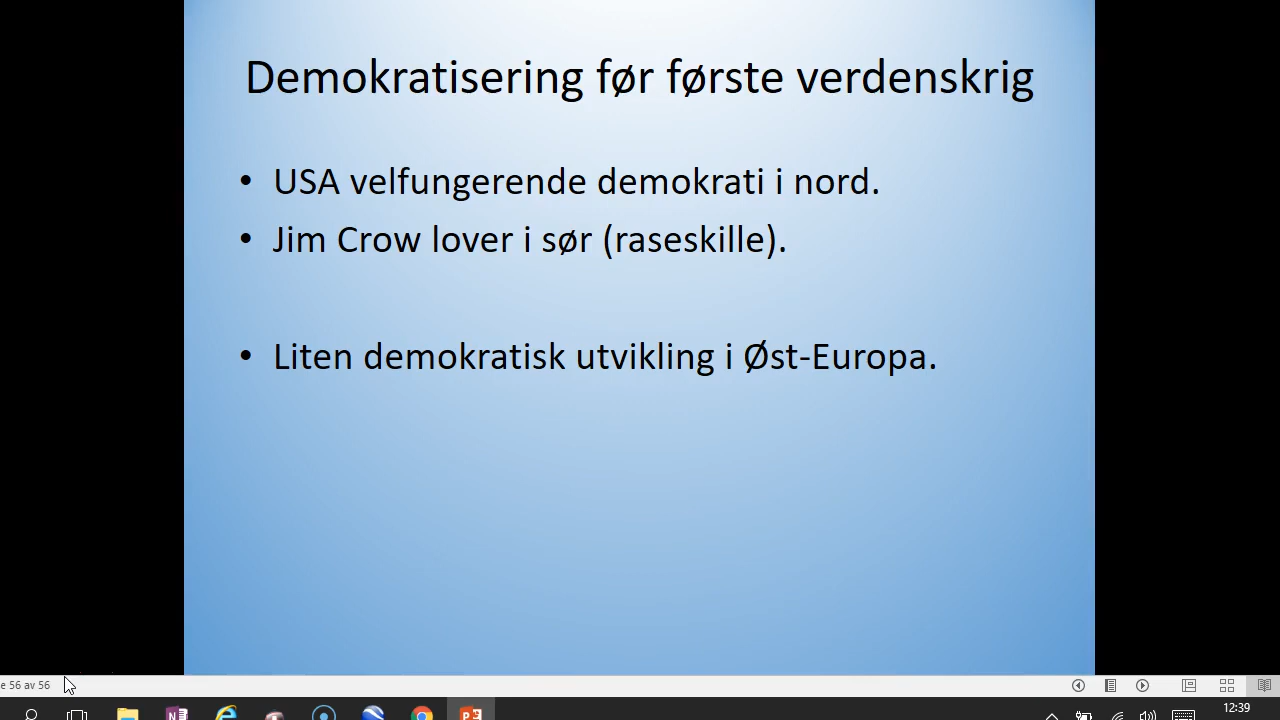 Demokratisering før første verdenskrig
• USA velfungerende demokrati i nord.
• Jim Crow lover i sør (raseskille).
• Liten demokratisk utvikling i Øst-Europa.
e 56 av 56
12:39